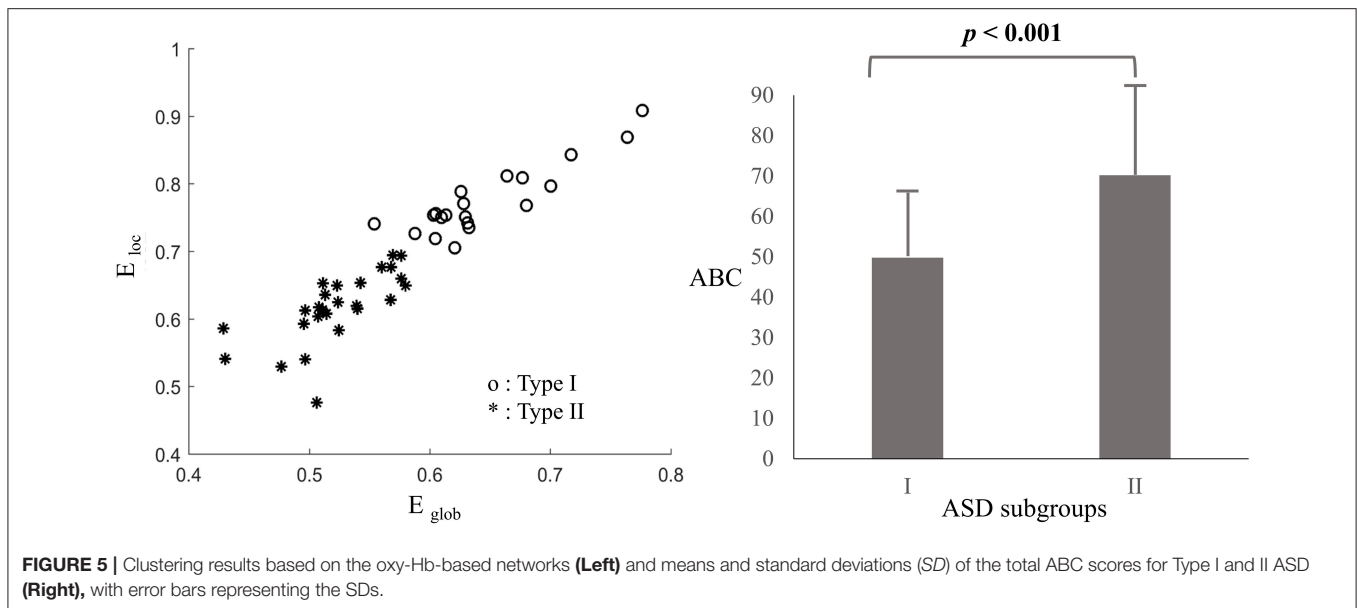 1
0.9
0.8
0.7
0.6
0.5
0.4
E loc
0.4 0.5 0.6 0.7 0.8
E glob
o : Type I
* : Type II
p < 0.001
90
80
70
60
50
40
30
20
10
0
ABC
I II
ASD subgroups
FIGURE 5 | Clustering results based on the oxy-Hb-based networks (Left) and means and standard deviations (SD) of the total ABC scores for Type I and II ASD
(Right), with error bars representing the SDs.